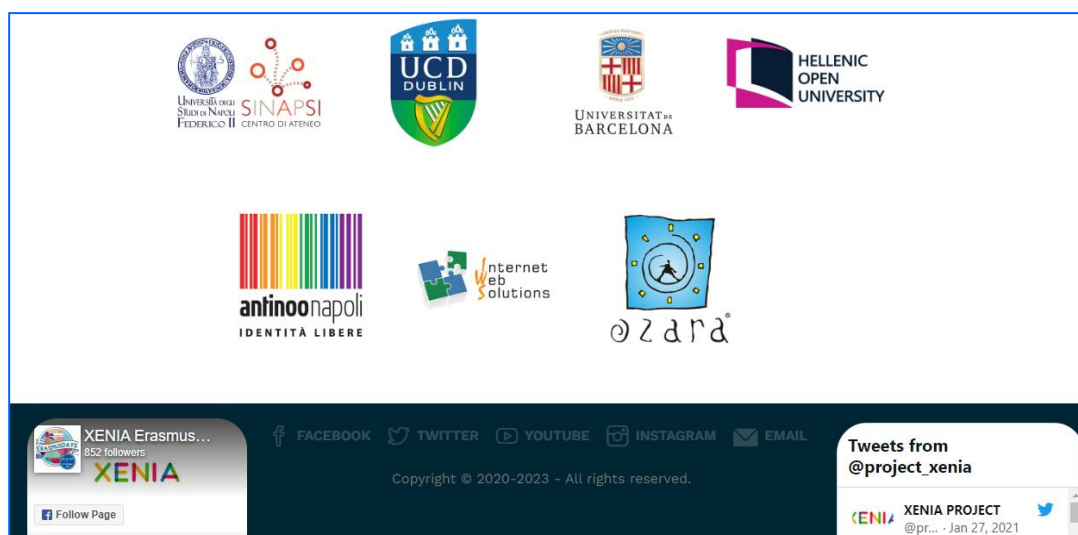 UNIVERSITÀ DEGLI
STUDI DI NAPOLI
FEDERICO II
SINAPSI
CENTRO DI ATENEO
UCD
DUBLIN
UNIVERSITAT DE
BARCELONA
HELLENIC
OPEN
UNIVERSITY
antinoonapoli
IDENTITÀ LIBERE
Internet
Web
Solutions
ozara
XENIA Erasmus...
852 followers
XENIA
Follow Page
FACEBOOK TWITTER YOUTUBE INSTAGRAM EMAIL
Copyright © 2020-2023 - All rights reserved.
Tweets from
@project_xenia
XENIA PROJECT
@pr... · Jan 27, 2021